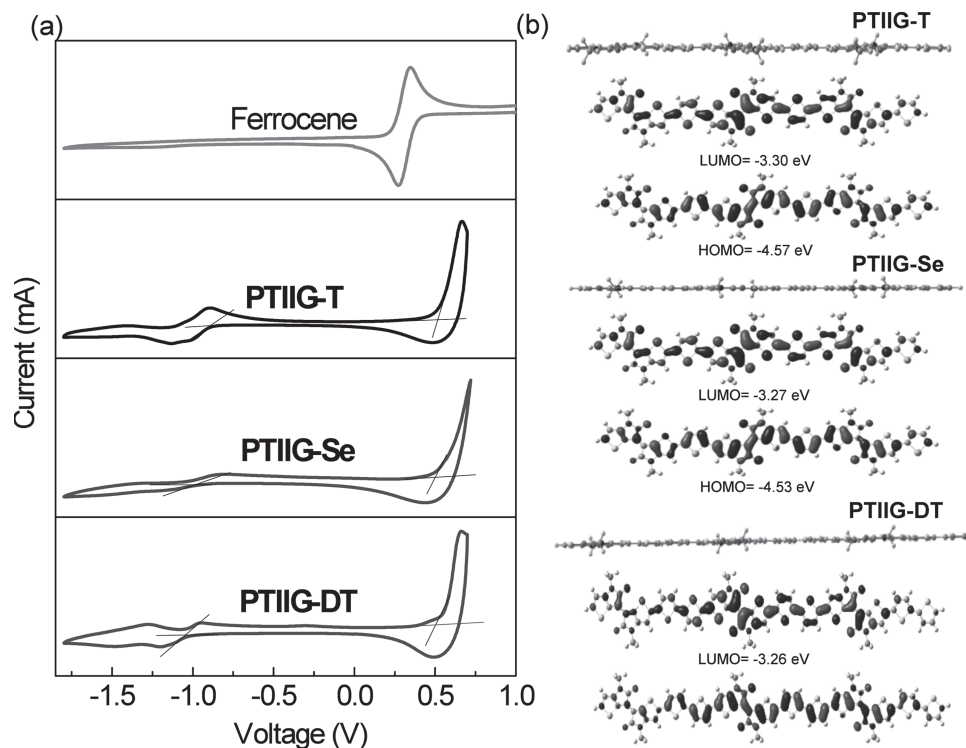 (a)
Ferrocene
PTIIG-T
PTIIG-Se
PTIIG-DT
Current (mA)
-1.5 -1.0 -0.5 0.0 0.5 1.0
Voltage (V)
(b)
PTIIG-T
LUMO= -3.30 eV
HOMO= -4.57 eV
PTIIG-Se
LUMO= -3.27 eV
HOMO= -4.53 eV
PTIIG-DT
LUMO= -3.26 eV